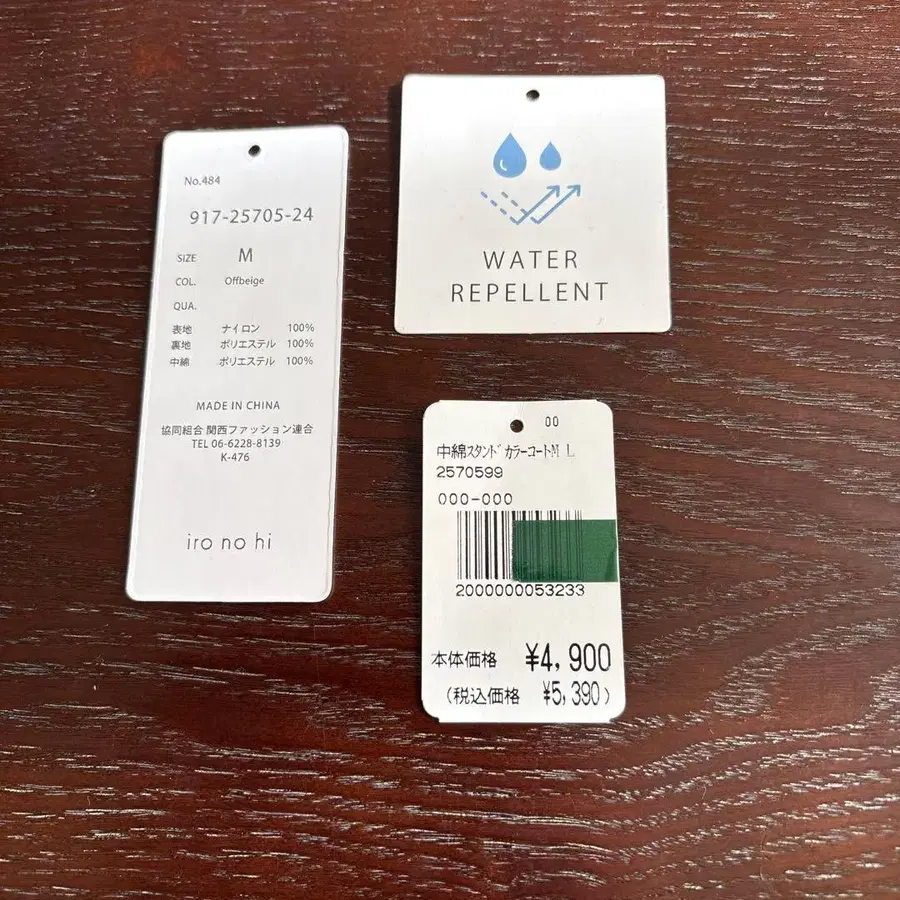 No.484
917-25705-24
SIZE M
COL. Offbeige
QUA.
表地 ナイロン 100%
裏地 ポリエステル 100%
中綿 ポリエステル 100%
MADE IN CHINA
協同組合 関西ファッション連合
TEL 06-6228-8139
K-476
iro no hi
WATER
REPELLENT
00
中綿スタンドカラーコートM L
2570599
000-000
2000000053233
本体価格 ¥4,900
(税込価格 ¥5,390)